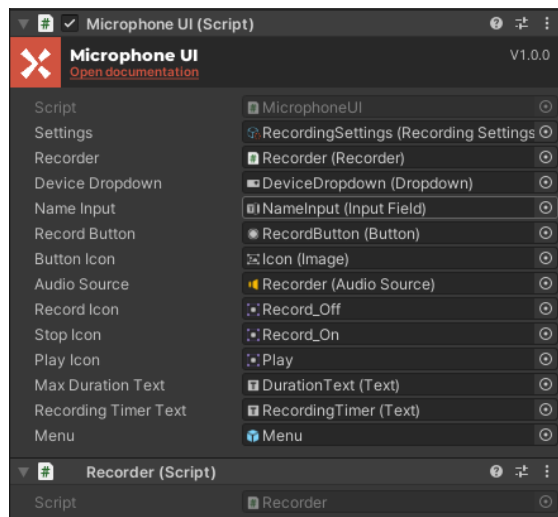 Microphone UI (Script)
Microphone UI V1.0.0
Open documentation
Script MicrophoneUI
Settings RecordingSettings (Recording Settings
Recorder Recorder (Recorder)
Device Dropdown DeviceDropdown (Dropdown)
Name Input NameInput (Input Field)
Record Button RecordButton (Button)
Button Icon Icon (Image)
Audio Source Recorder (Audio Source)
Record Icon Record_Off
Stop Icon Record_On
Play Icon Play
Max Duration Text DurationText (Text)
Recording Timer Text RecordingTimer (Text)
Menu Menu
Recorder (Script)
Script Recorder